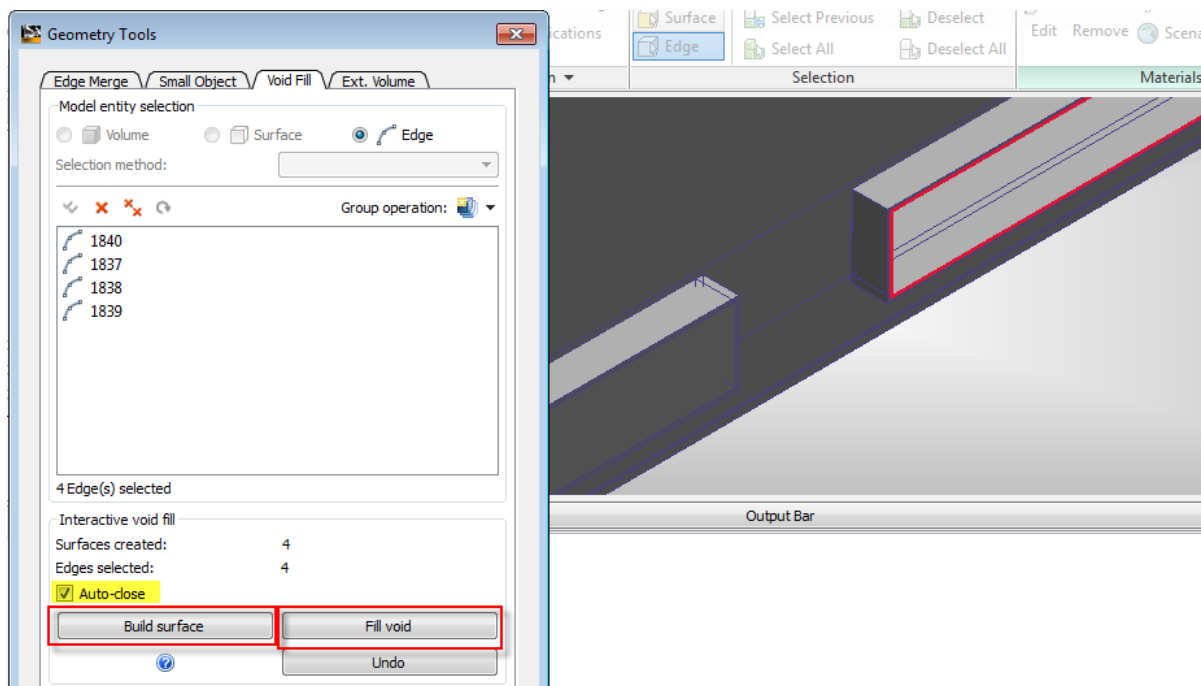 Geometry Tools
Edge Merge Small Object Void Fill Ext. Volume
Model entity selection
Volume Surface Edge
Selection method:
Group operation:
1840
1837
1838
1839
4 Edge(s) selected
Interactive void fill
Surfaces created: 4
Edges selected: 4
Auto-close
Build surface Fill void
Undo
Surface Select Previous Deselect
Edge Select All Deselect All
Edit Remove
Selection Materials
Output Bar